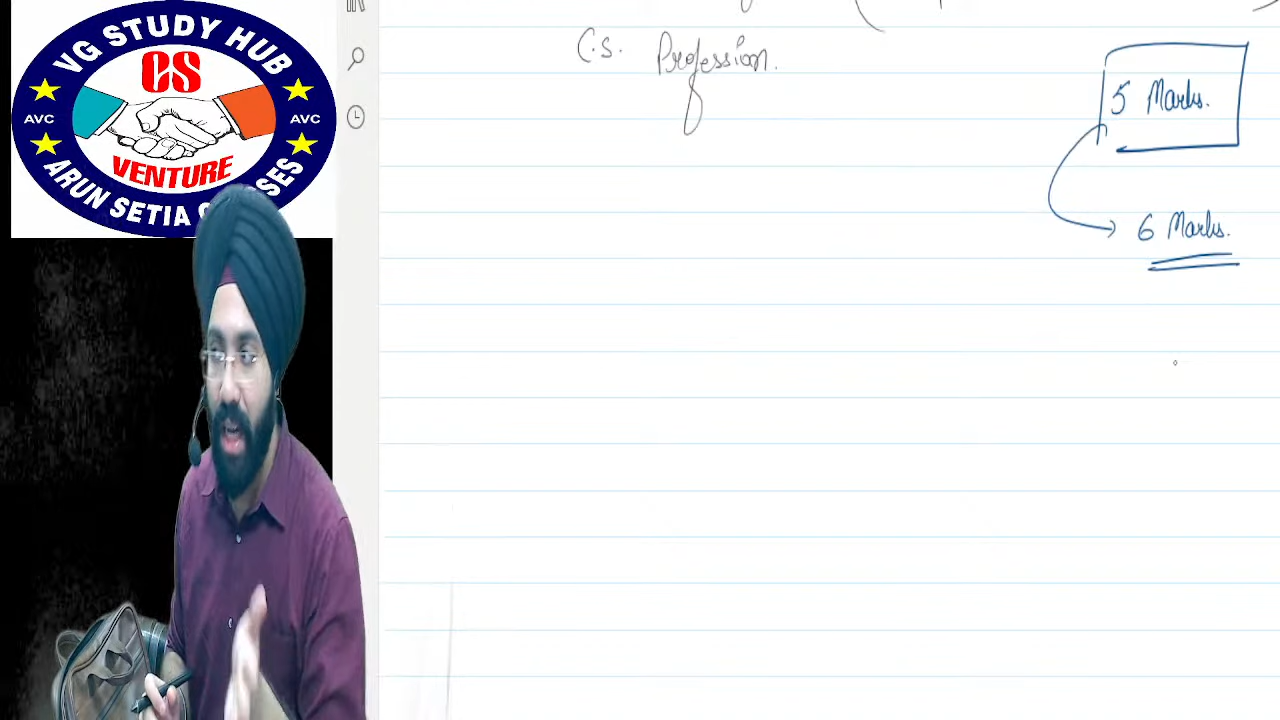 VG STUDY HUB
CS
AVC
AVC
VENTURE
ARUN SETIA
C.S. Profession.
5 Marks.
6 Marks.